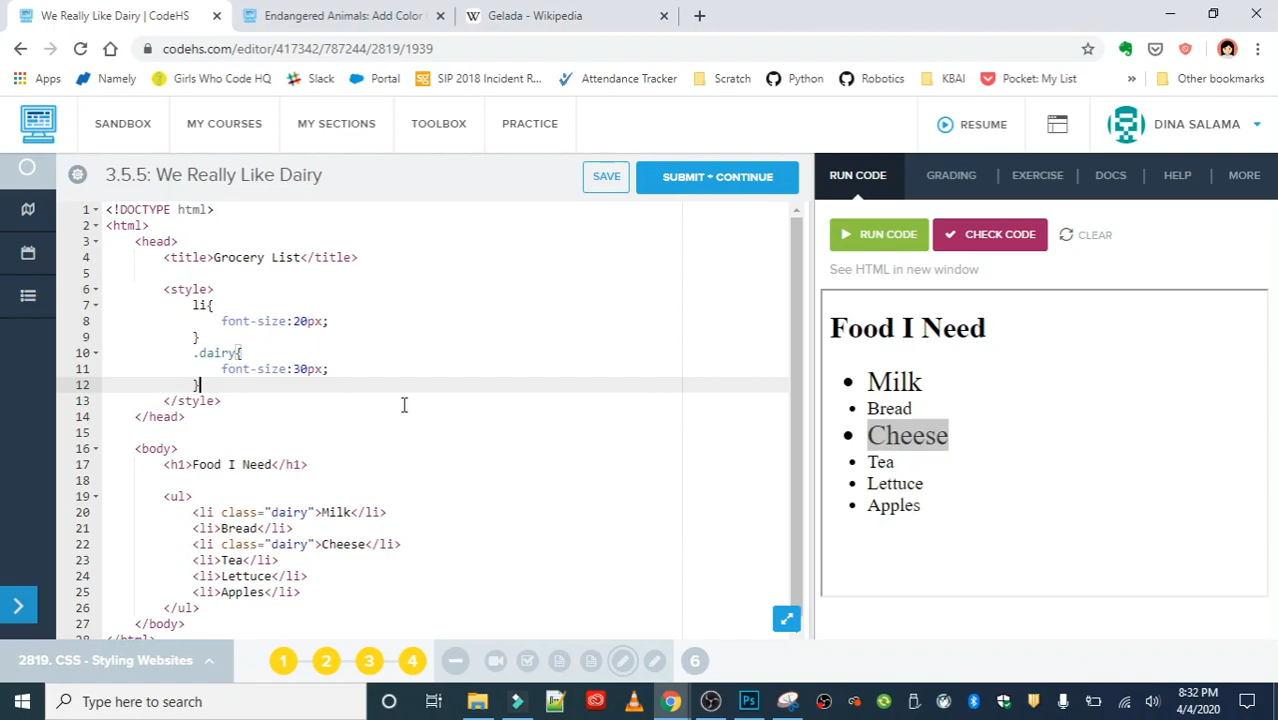 We Really Like Dairy | CodeHS
Endangered Animals: Add Color
Gelada - Wikipedia
codehs.com/editor/417342/787244/2819/1939
Apps
Namely
Girls Who Code HQ
Slack
Portal
SIP 2018 Incident R...
Attendance Tracker
Scratch
Python
Robotics
KBAI
Pocket: My List
»
Other bookmarks
SANDBOX
MY COURSES
MY SECTIONS
TOOLBOX
PRACTICE
RESUME
DINA SALAMA
3.5.5: We Really Like Dairy
SAVE
SUBMIT + CONTINUE
RUN CODE
GRADING
EXERCISE
DOCS
HELP
MORE
1 <!DOCTYPE html>
2 <html>
3 <head>
4 <title>Grocery List</title>
5
6 <style>
7 li{
8 font-size:20px;
9 }
10 .dairy{
11 font-size:30px;
12 }
13 </style>
14 </head>
15
16 <body>
17 <h1>Food I Need</h1>
18
19 <ul>
20 <li class="dairy">Milk</li>
21 <li>Bread</li>
22 <li class="dairy">Cheese</li>
23 <li>Tea</li>
24 <li>Lettuce</li>
25 <li>Apples</li>
26 </ul>
27 </body>
28 </html>
RUN CODE
CHECK CODE
CLEAR
See HTML in new window
Food I Need
• Milk
• Bread
• Cheese
• Tea
• Lettuce
• Apples
2819. CSS - Styling Websites
1
2
3
4
6
Type here to search
Ps
8:32 PM
4/4/2020